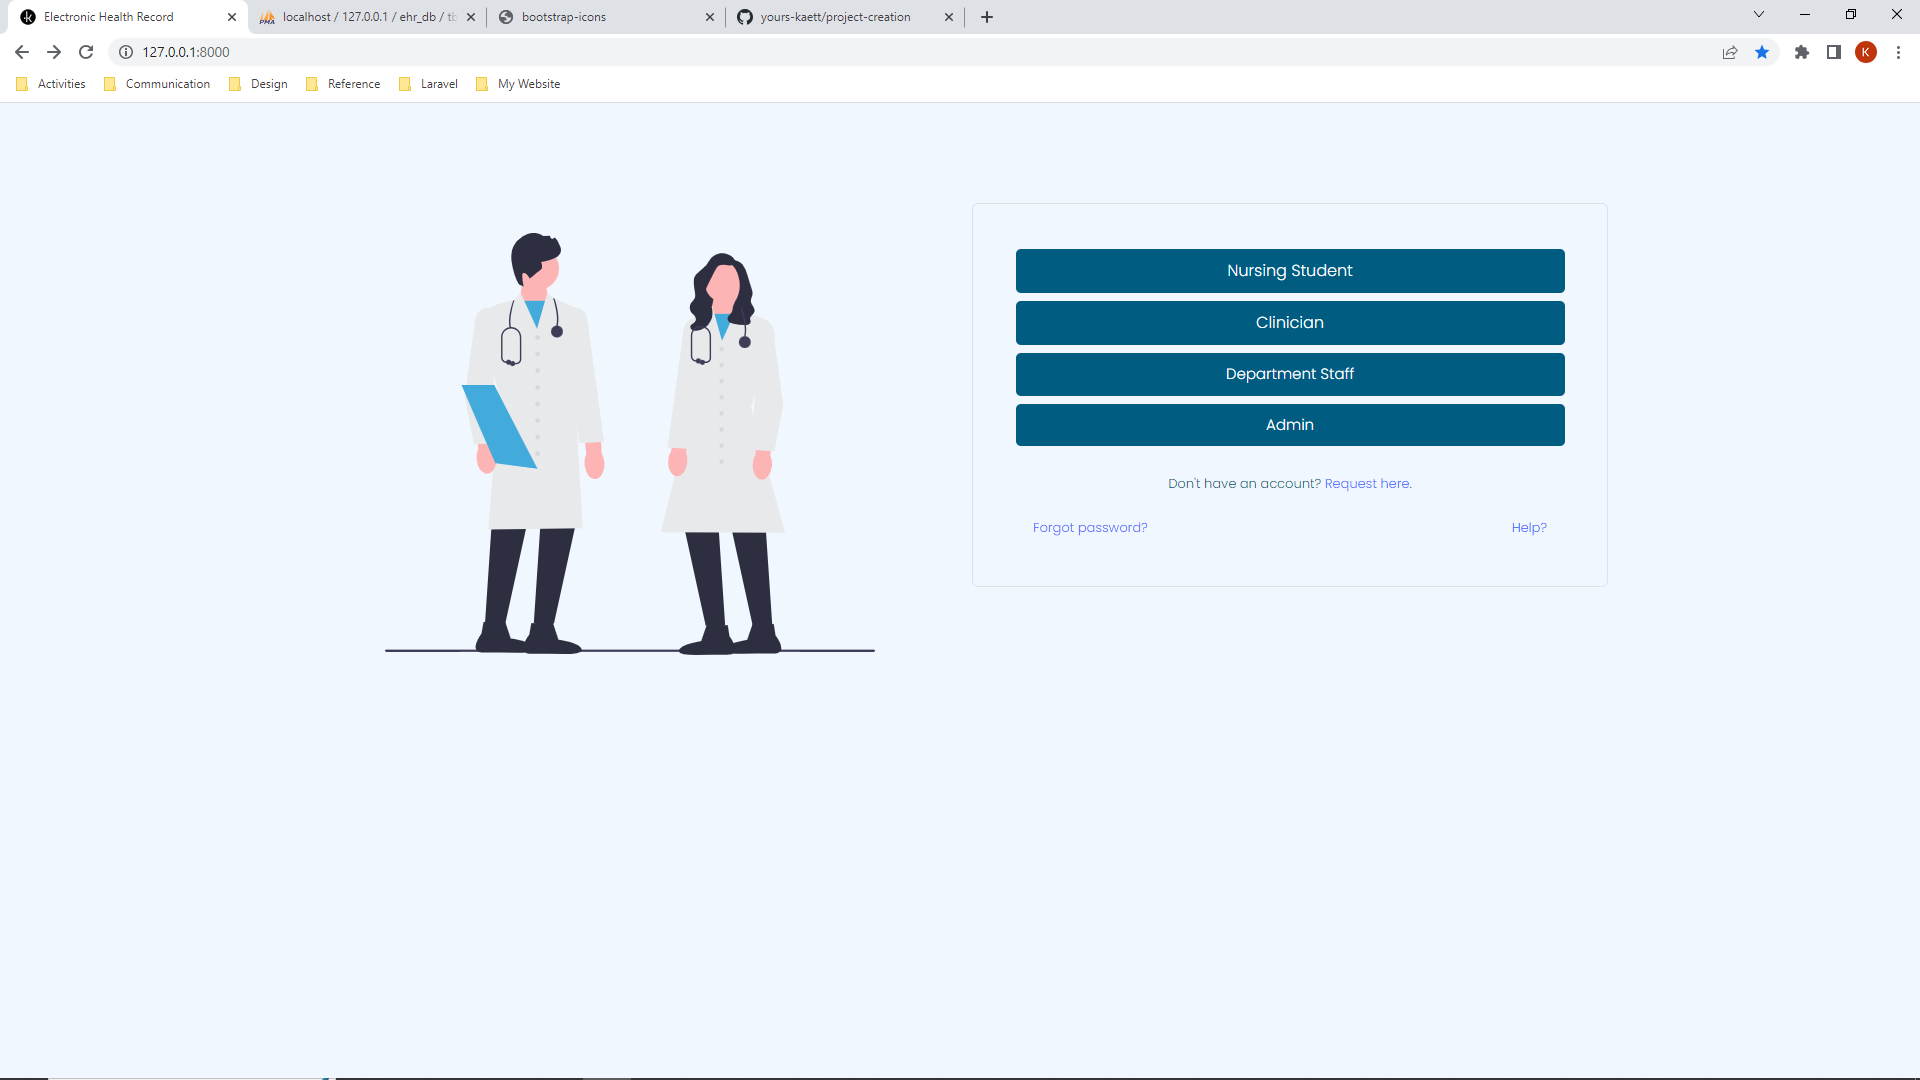 Electronic Health Record
localhost / 127.0.0.1 / ehr_db / tb
bootstrap-icons
yours-kaett/project-creation
127.0.0.1:8000
K
Activities
Communication
Design
Reference
Laravel
My Website
Nursing Student
Clinician
Department Staff
Admin
Don't have an account? Request here.
Forgot password?
Help?